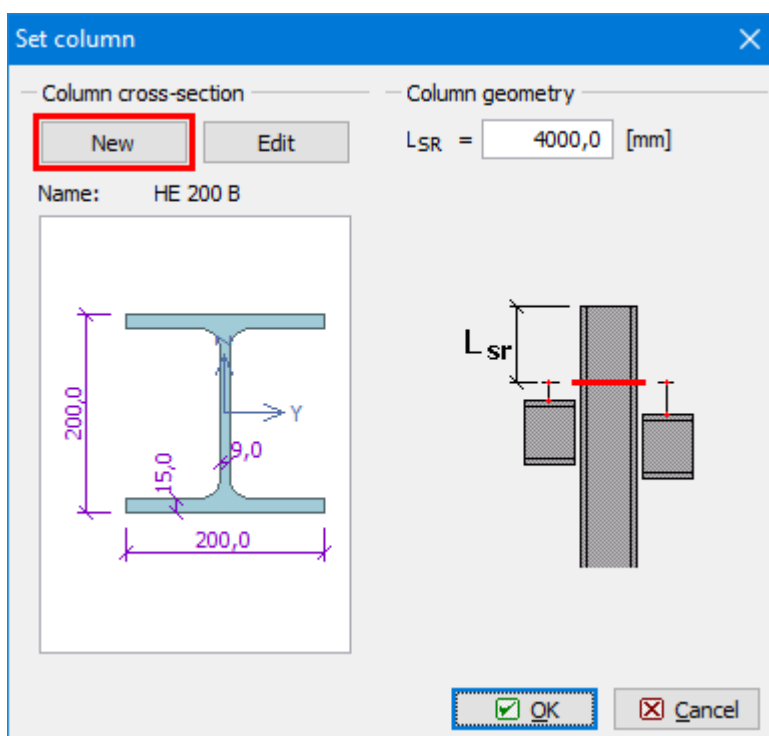 Set column
Column cross-section
New
Edit
Name: HE 200 B
200,0
15,0
9,0
Y
200,0
Column geometry
LSR = 4000,0 [mm]
Lsr
OK
Cancel